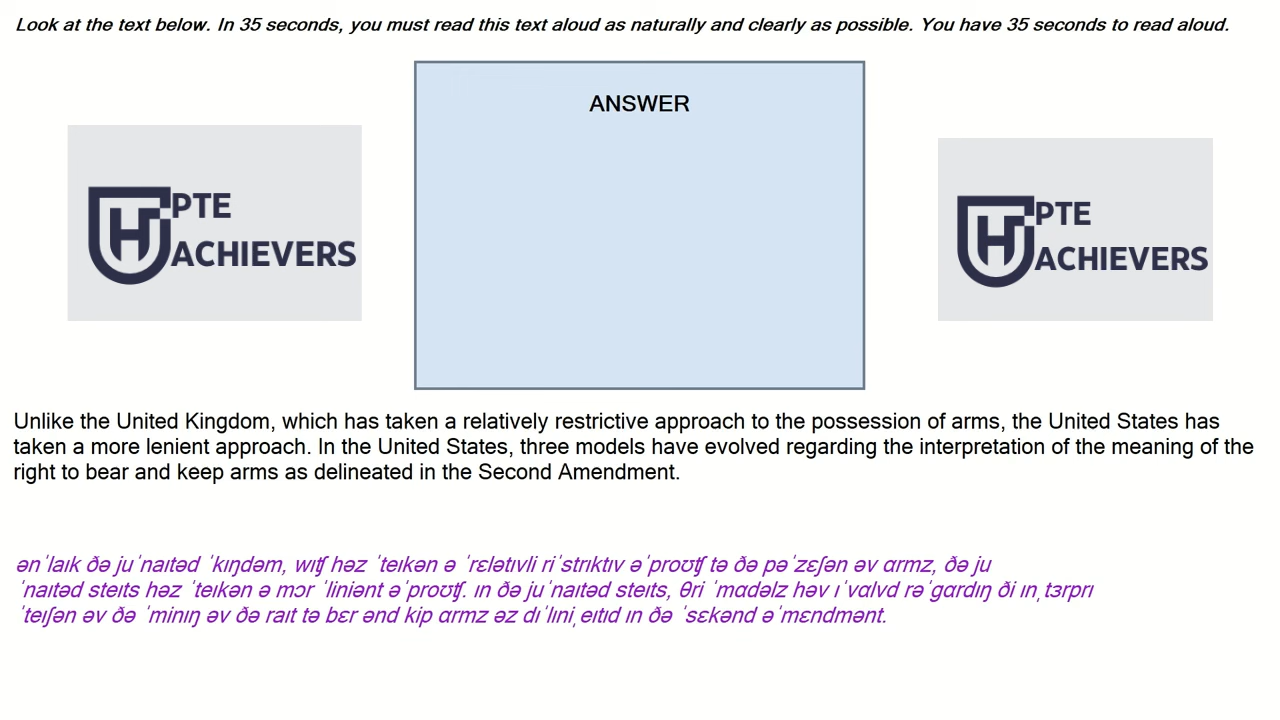 Look at the text below. In 35 seconds, you must read this text aloud as naturally and clearly as possible. You have 35 seconds to read aloud.
ANSWER
PTE
ACHIEVERS
PTE
ACHIEVERS
Unlike the United Kingdom, which has taken a relatively restrictive approach to the possession of arms, the United States has
taken a more lenient approach. In the United States, three models have evolved regarding the interpretation of the meaning of the
right to bear and keep arms as delineated in the Second Amendment.
ənˈlaɪk ðə juˈnaɪtəd ˈkɪŋdəm, wɪʧ həz ˈteɪkən ə ˈrɛlətɪvli riˈstrɪktɪv əˈproʊʧ tə ðə pəˈzɛʃən əv ɑrmz, ðə ju
ˈnaɪtəd steɪts həz ˈteɪkən ə mɔr ˈliniənt əˈproʊʧ. ɪn ðə juˈnaɪtəd steɪts, θri ˈmɑdəlz həv ɪˈvɑlvd rəˈgɑrdɪŋ ði ɪnˌtɜrprɪ
ˈteɪʃən əv ðə ˈminɪŋ əv ðə raɪt tə bɛr ənd kip ɑrmz əz dɪˈlɪniˌeɪtɪd ɪn ðə ˈsɛkənd əˈmɛndmənt.